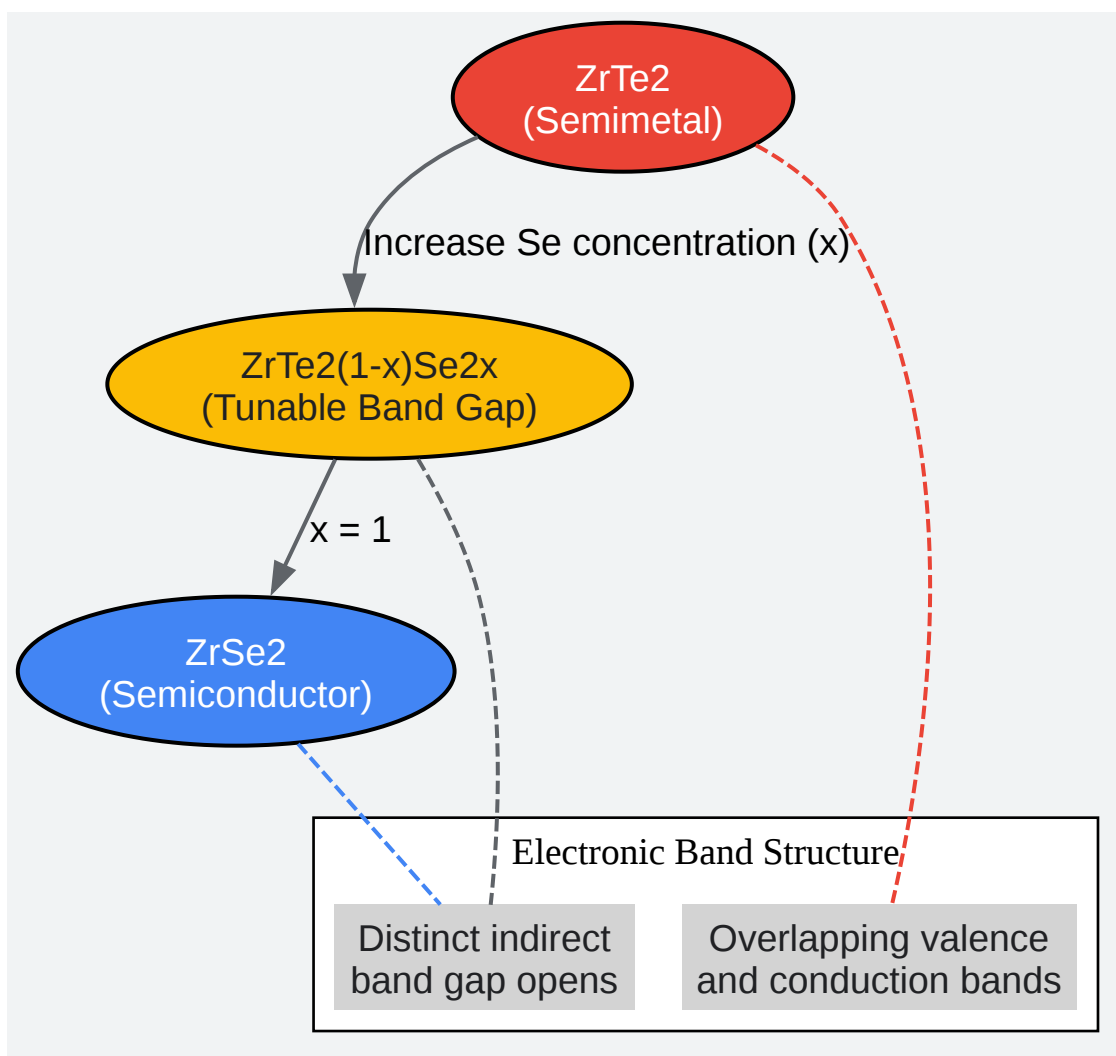 ZrTe2
(Semimetal)
Increase Se concentration (x)
ZrTe2(1-x)Se2x
(Tunable Band Gap)
x = 1
ZrSe2
(Semiconductor)
Electronic Band Structure
Distinct indirect
band gap opens
Overlapping valence
and conduction bands